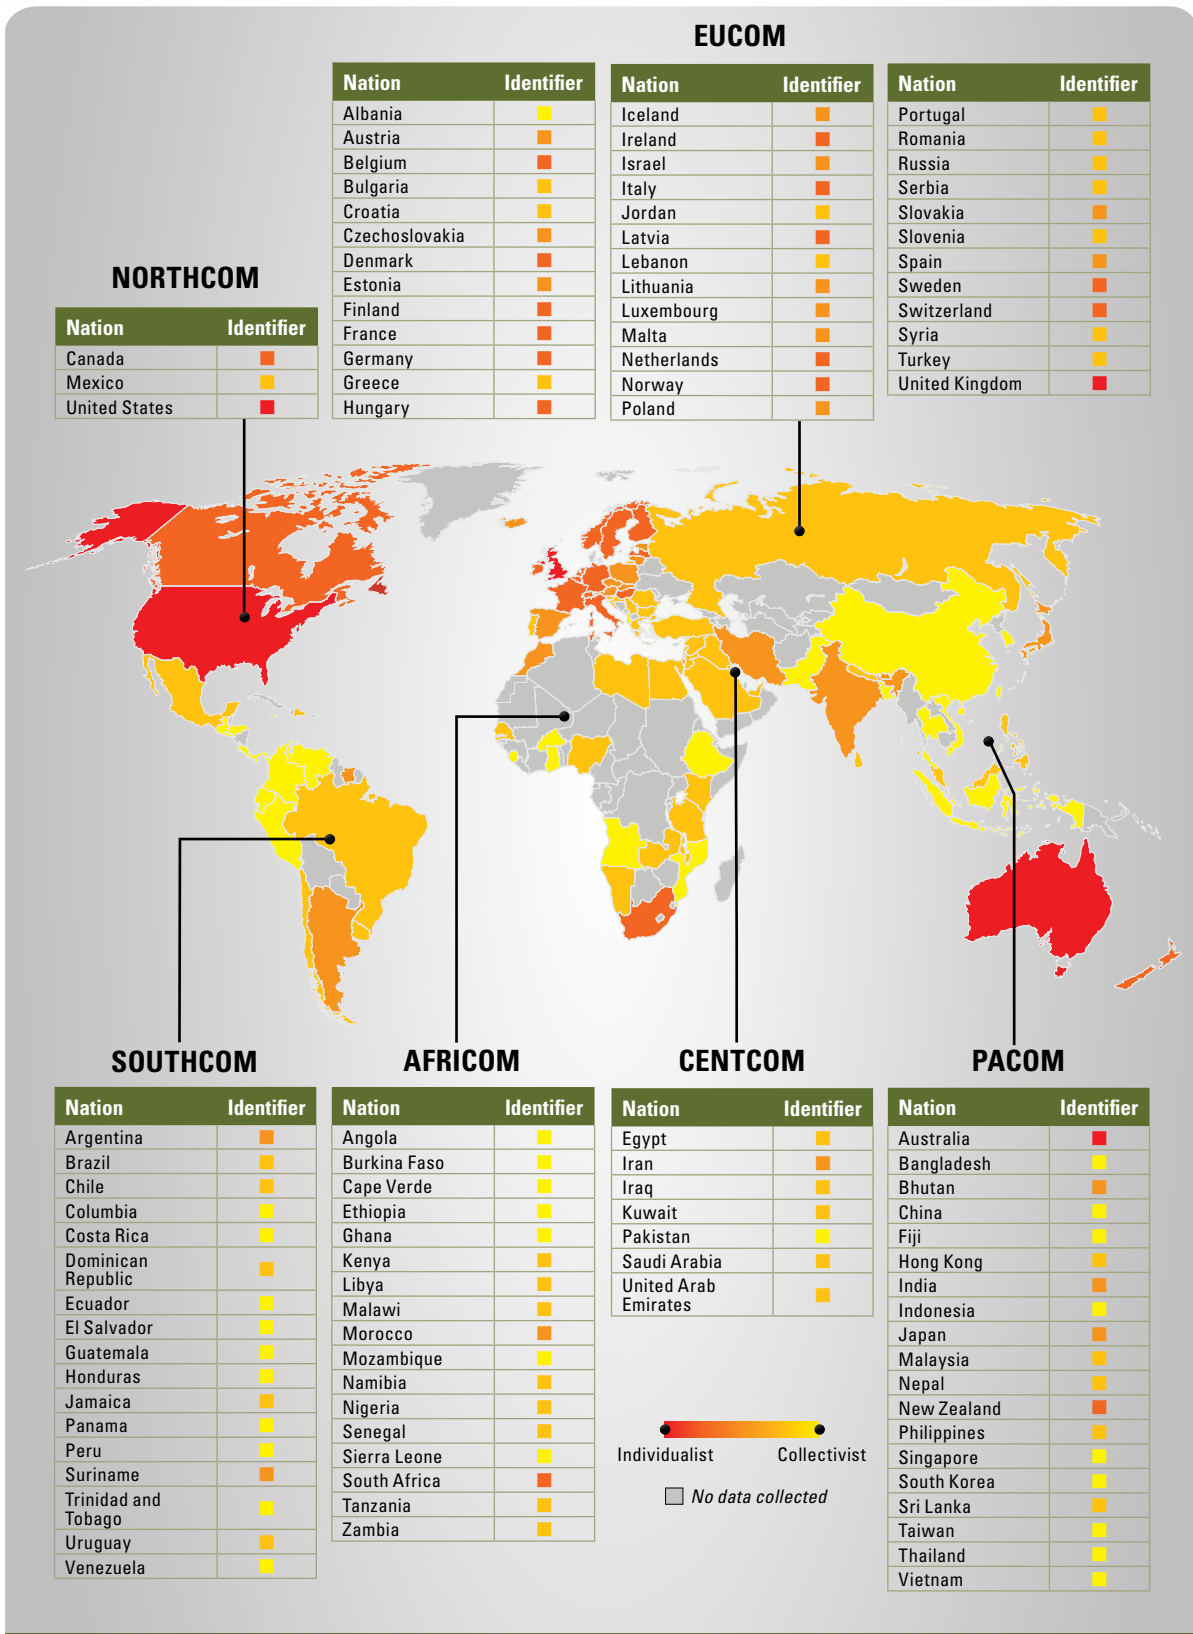 EUCOM
Nation Identifier
Albania
Austria
Belgium
Bulgaria
Croatia
Czechoslovakia
Denmark
Estonia
Finland
France
Germany
Greece
Hungary
Nation Identifier
Iceland
Ireland
Israel
Italy
Jordan
Latvia
Lebanon
Lithuania
Luxembourg
Malta
Netherlands
Norway
Poland
Nation Identifier
Portugal
Romania
Russia
Serbia
Slovakia
Slovenia
Spain
Sweden
Switzerland
Syria
Turkey
United Kingdom
NORTHCOM
Nation Identifier
Canada
Mexico
United States
SOUTHCOM
Nation Identifier
Argentina
Brazil
Chile
Columbia
Costa Rica
Dominican
Republic
Ecuador
El Salvador
Guatemala
Honduras
Jamaica
Panama
Peru
Suriname
Trinidad and
Tobago
Uruguay
Venezuela
AFRICOM
Nation Identifier
Angola
Burkina Faso
Cape Verde
Ethiopia
Ghana
Kenya
Libya
Malawi
Morocco
Mozambique
Namibia
Nigeria
Senegal
Sierra Leone
South Africa
Tanzania
Zambia
CENTCOM
Nation Identifier
Egypt
Iran
Iraq
Kuwait
Pakistan
Saudi Arabia
United Arab
Emirates
Individualist Collectivist
No data collected
PACOM
Nation Identifier
Australia
Bangladesh
Bhutan
China
Fiji
Hong Kong
India
Indonesia
Japan
Malaysia
Nepal
New Zealand
Philippines
Singapore
South Korea
Sri Lanka
Taiwan
Thailand
Vietnam